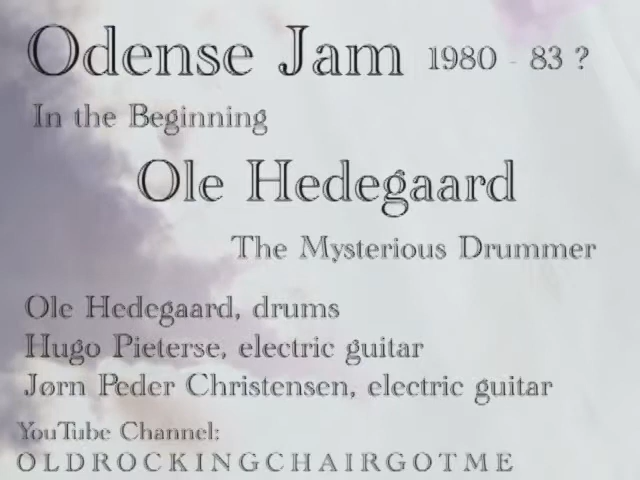 Odense Jam 1980 - 83 ?
In the Beginning
Ole Hedegaard
The Mysterious Drummer
Ole Hedegaard, drums
Hugo Pieterse, electric guitar
Jørn Peder Christensen, electric guitar
YouTube Channel:
OLDROCKINGCHAIRGOTME